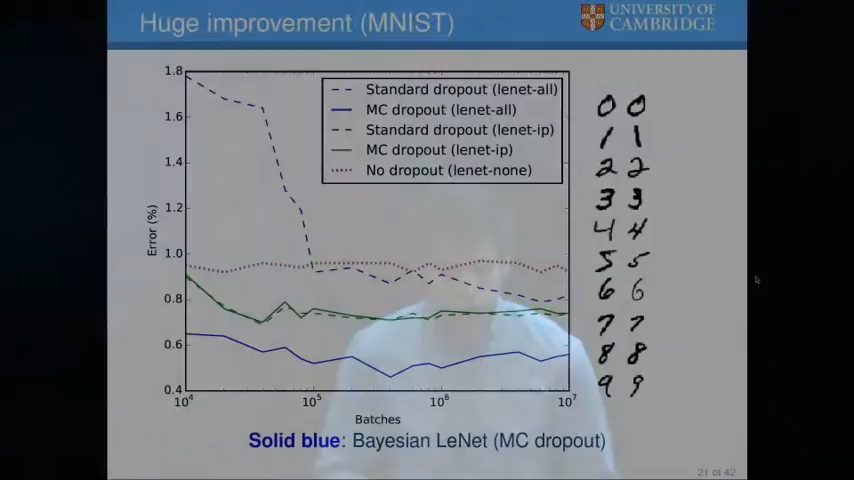 Huge improvement (MNIST)
UNIVERSITY OF
CAMBRIDGE
1.8
1.6
1.4
1.2
1.0
0.8
0.6
0.4
Error (%)
Standard dropout (lenet-all)
MC dropout (lenet-all)
Standard dropout (lenet-ip)
MC dropout (lenet-ip)
No dropout (lenet-none)
10⁴ 10⁵ 10⁶ 10⁷
Batches
0 0
1 1
2 2
3 3
4 4
5 5
6 6
7 7
8 8
9 9
Solid blue: Bayesian LeNet (MC dropout)
21 of 42